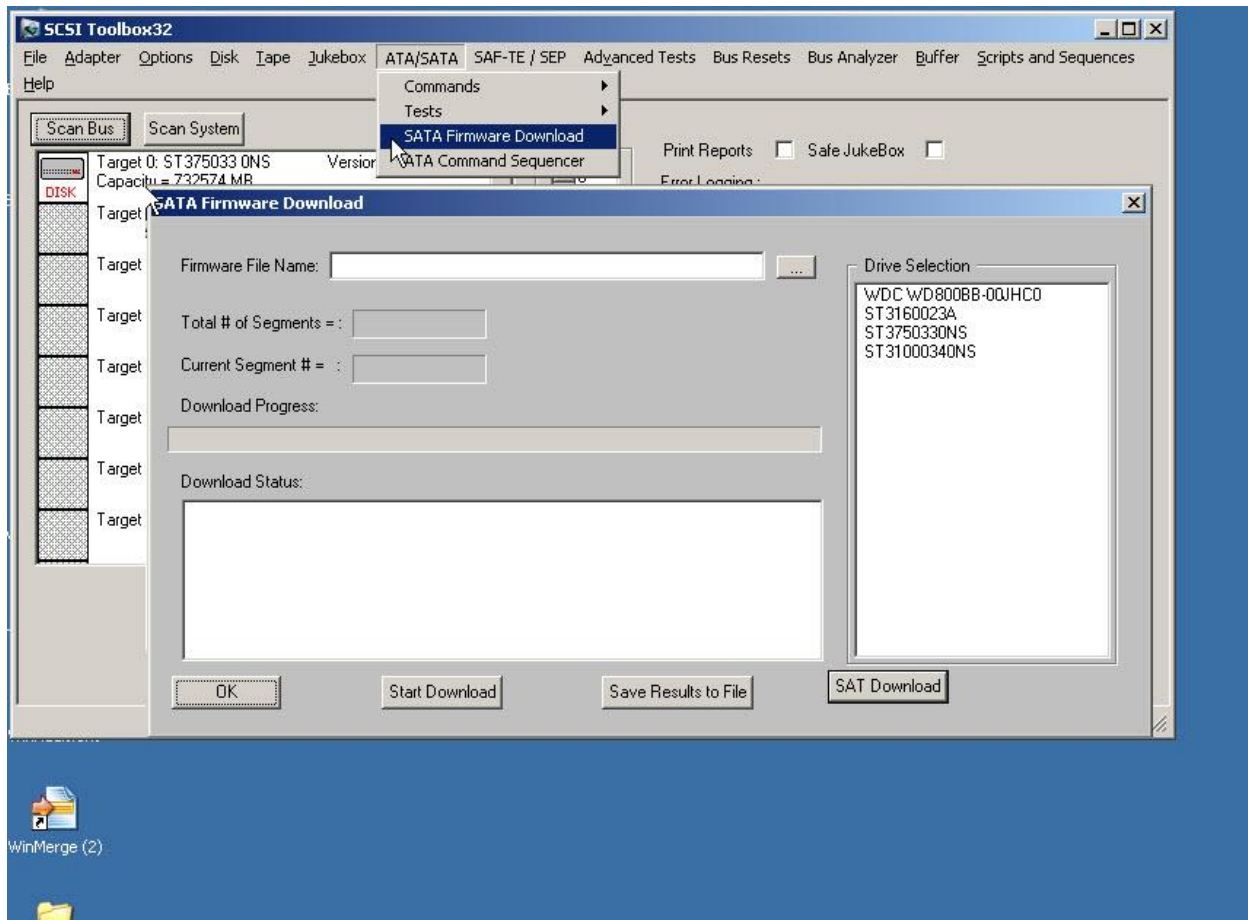 SCSI Toolbox32
File Adapter Options Disk Tape Jukebox ATA/SATA SAF-TE / SEP Advanced Tests Bus Resets Bus Analyzer Buffer Scripts and Sequences
Help
Commands
Tests
SATA Firmware Download
ATA Command Sequencer
Scan Bus Scan System
Print Reports Safe JukeBox
Target 0: ST375033 0NS Version
Capacity = 732574 MB
Error Logging :
DISK
Target
Target
Target
Target
Target
Target
Target
SATA Firmware Download
Firmware File Name: ...
Total # of Segments = :
Current Segment # = :
Download Progress:
Download Status:
Drive Selection
WDC WD800BB-00JHC0
ST3160023A
ST3750330NS
ST31000340NS
OK Start Download Save Results to File SAT Download
WinMerge (2)